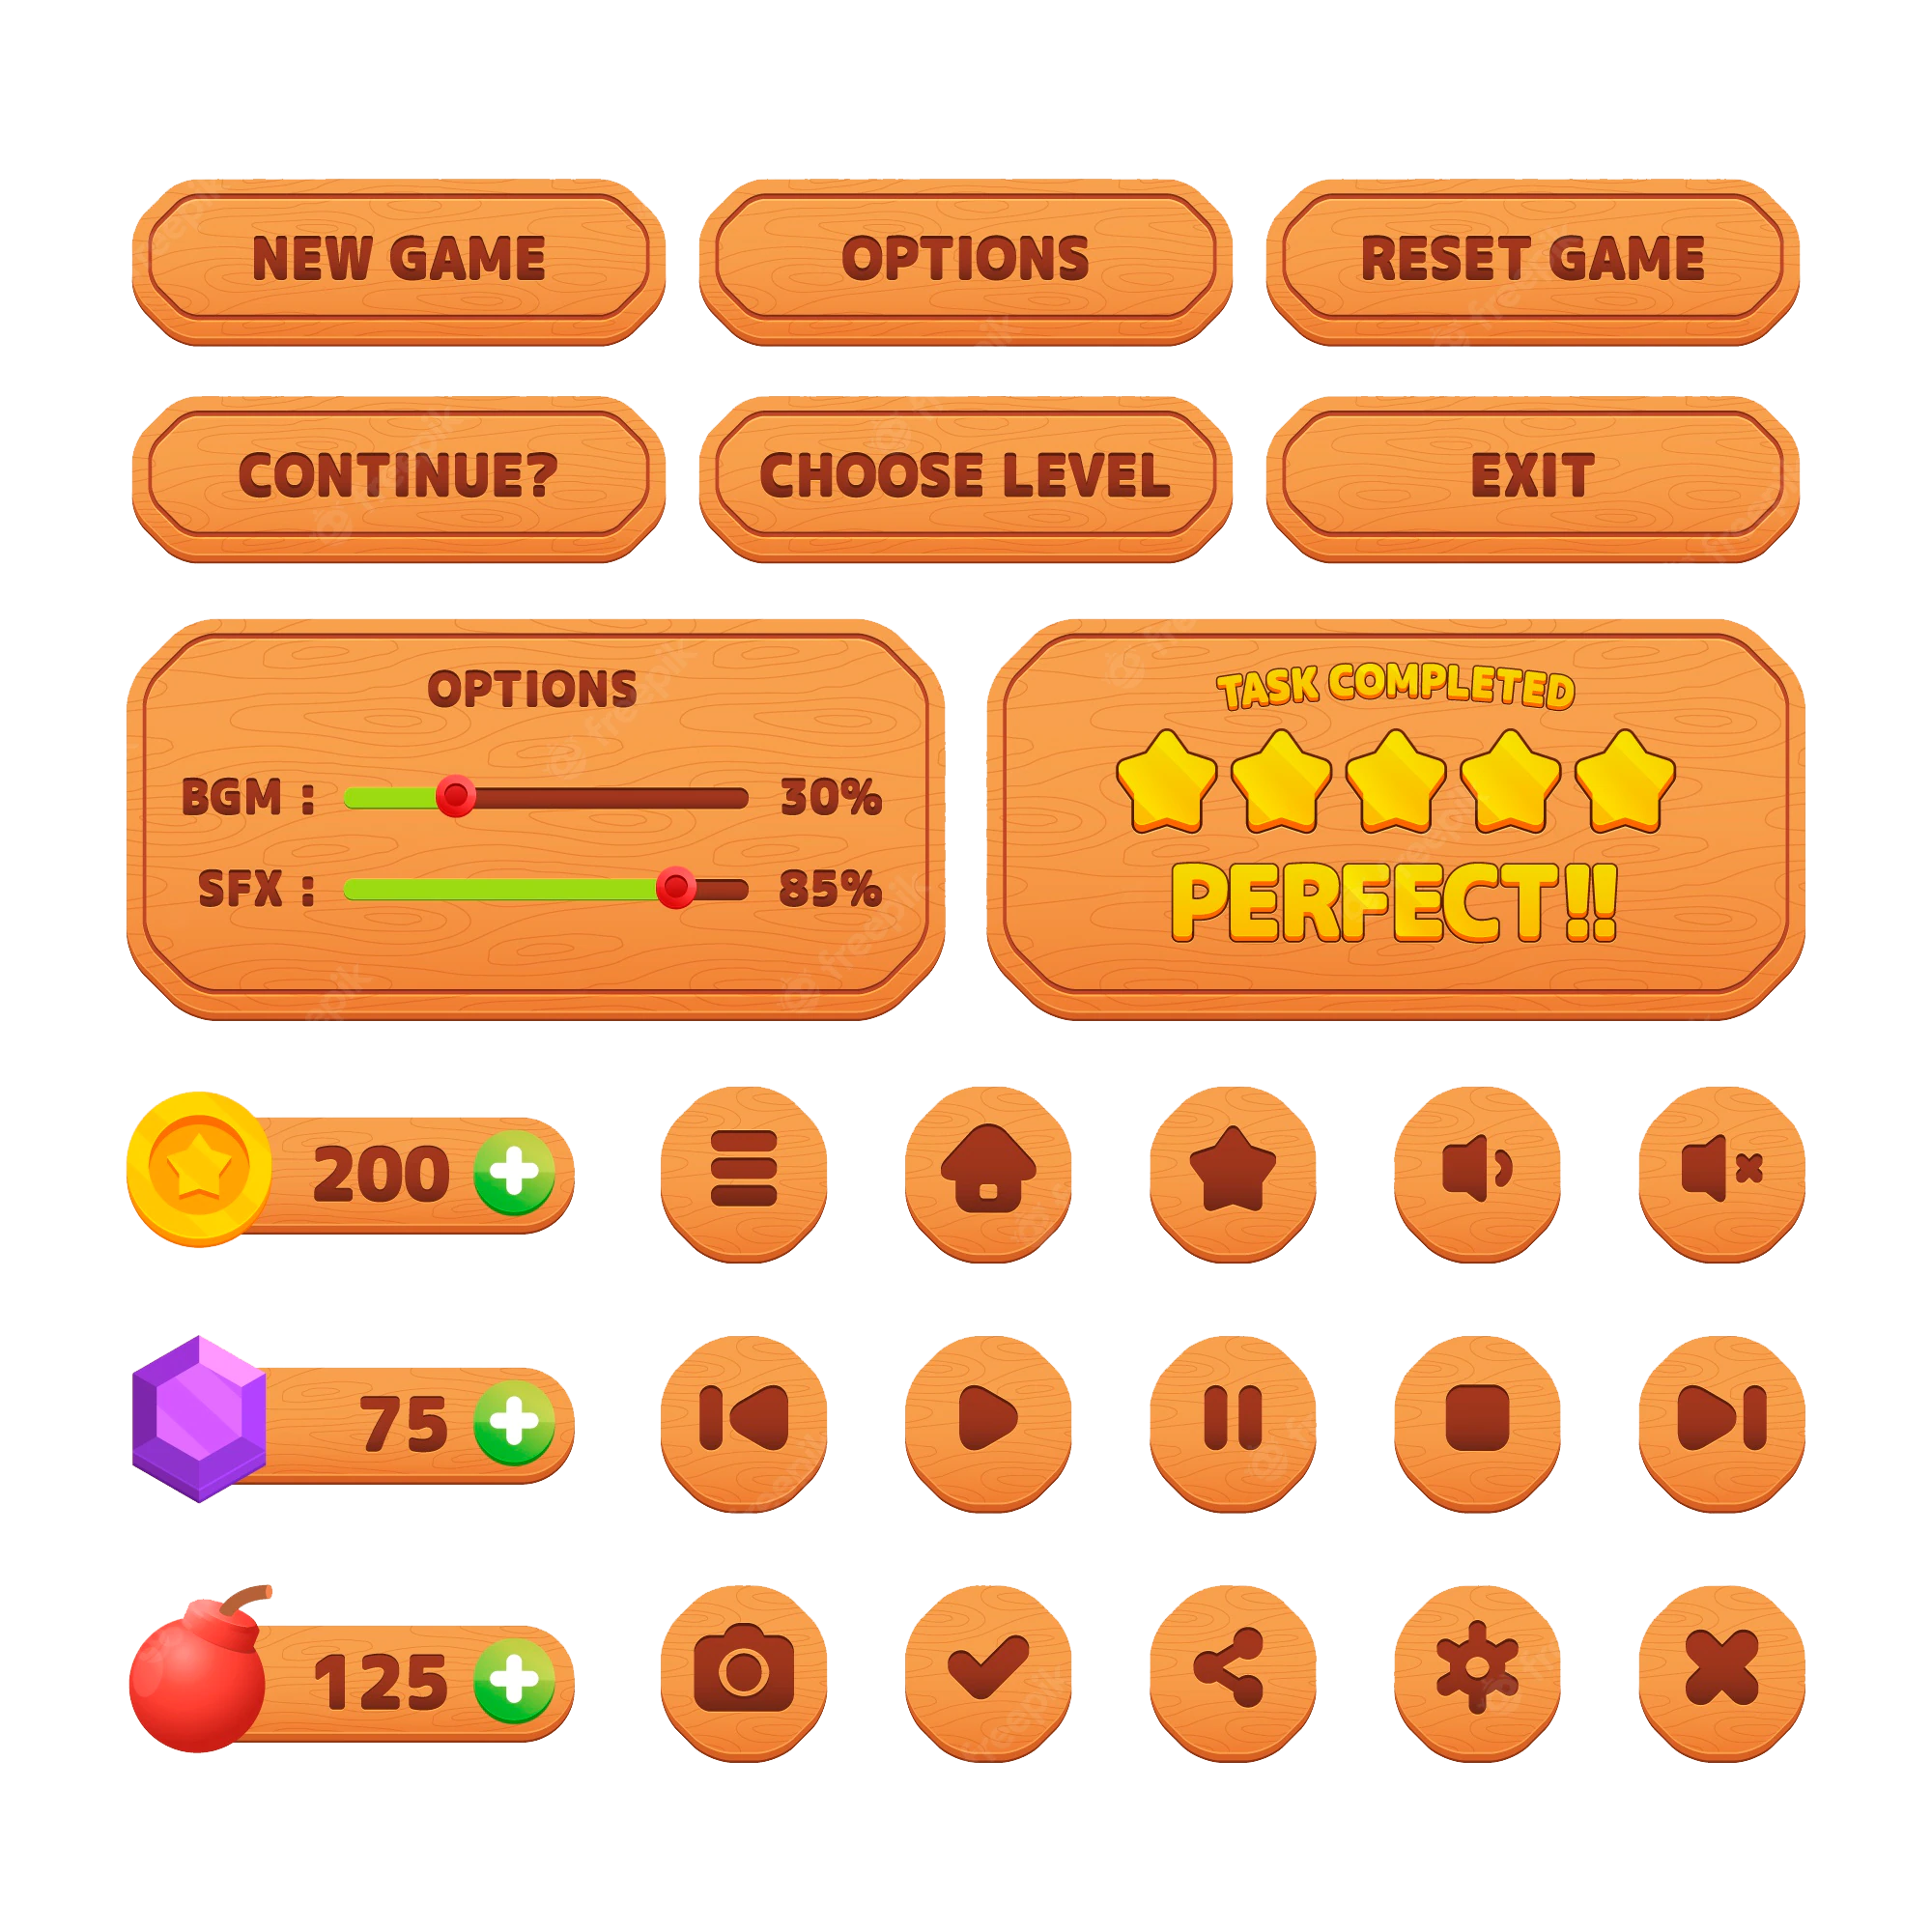 NEW GAME
OPTIONS
RESET GAME
CONTINUE?
CHOOSE LEVEL
EXIT
OPTIONS
BGM : 30%
SFX : 85%
TASK COMPLETED
PERFECT!!
200
75
125
freepik